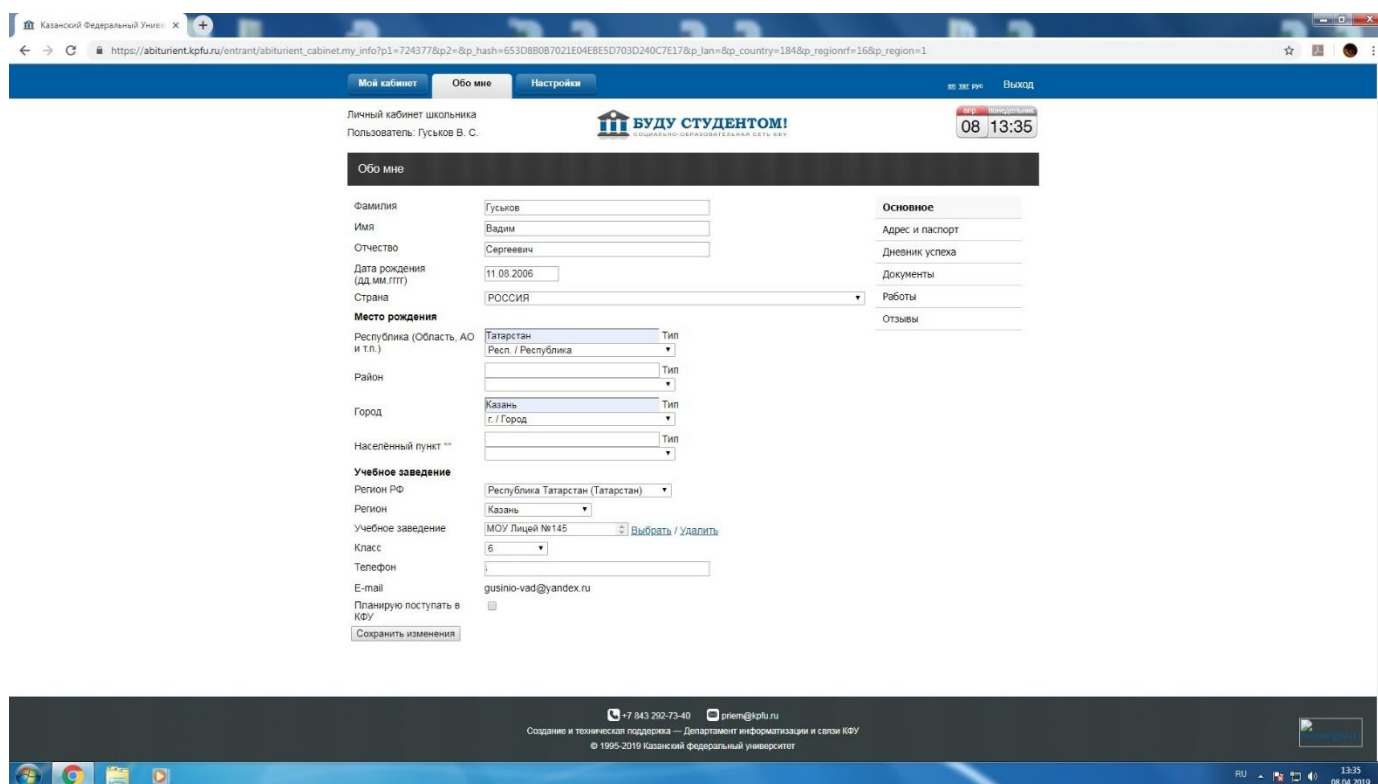 Казанский Федеральный Униве
https://abiturient.kpfu.ru/entrant/abiturient_cabinet.my_info?p1=724377&p2=&p_hash=653D8B0B7021E04EBE5D703D240C7E17&p_lan=&p_country=184&p_regionrf=16&p_region=1
Мой кабинет Обо мне Настройки Выход
Личный кабинет школьника
Пользователь: Гуськов В. С.
БУДУ СТУДЕНТОМ!
СОЦИАЛЬНО-ОБРАЗОВАТЕЛЬНАЯ СЕТЬ КФУ
апр. понедельник
08 13:35
Обо мне
Фамилия Гуськов
Имя Вадим
Отчество Сергеевич
Дата рождения
(дд.мм.гггг) 11.08.2006
Страна РОССИЯ
Место рождения
Республика (Область, АО
и т.п.) Татарстан Тип
Респ. / Республика
Район Тип
Город Казань Тип
г. / Город
Населённый пункт ** Тип
Учебное заведение
Регион РФ Республика Татарстан (Татарстан)
Регион Казань
Учебное заведение МОУ Лицей №145 Выбрать / Удалить
Класс 6
Телефон
E-mail gusinio-vad@yandex.ru
Планирую поступать в
КФУ
Сохранить изменения
Основное
Адрес и паспорт
Дневник успеха
Документы
Работы
Отзывы
+7 843 292-73-40 priem@kpfu.ru
Создание и техническая поддержка — Департамент информатизации и связи КФУ
© 1995-2019 Казанский федеральный университет
RU 13:35
08.04.2019